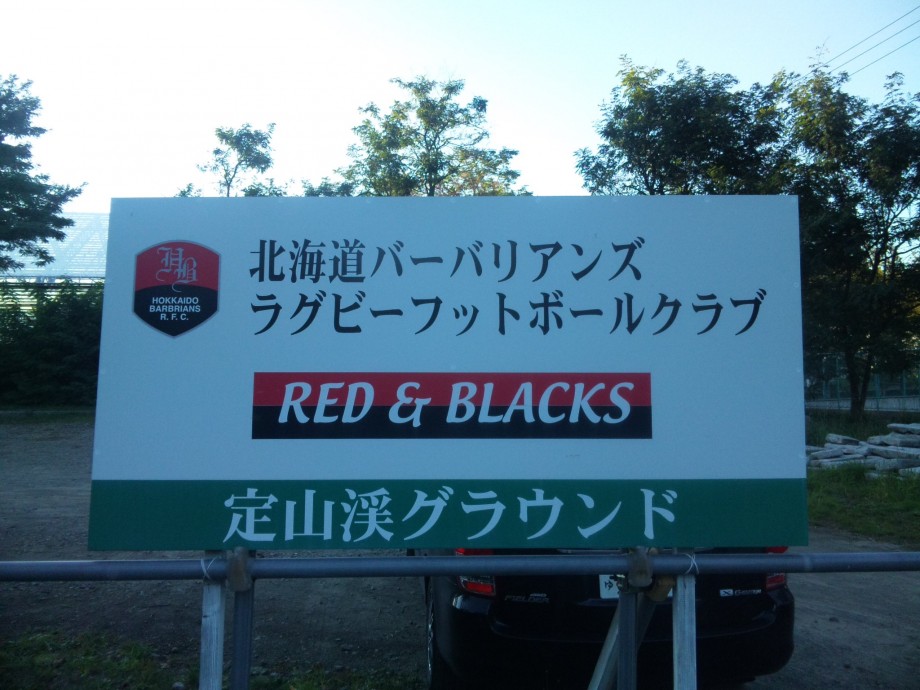 HB
HOKKAIDO
BARBRIANS
R.F.C.
北海道バーバリアンズ
ラグビーフットボールクラブ
RED & BLACKS
定山渓グラウンド
FIELDER